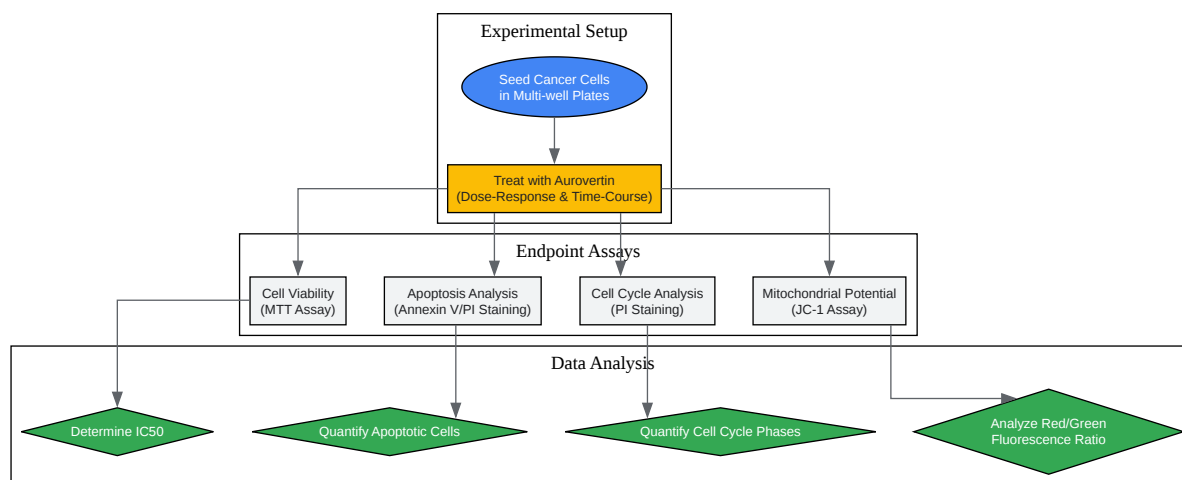 Experimental Setup
Seed Cancer Cells
in Multi-well Plates
Treat with Aurovertin
(Dose-Response & Time-Course)
Endpoint Assays
Cell Viability
(MTT Assay)
Apoptosis Analysis
(Annexin V/PI Staining)
Cell Cycle Analysis
(PI Staining)
Mitochondrial Potential
(JC-1 Assay)
Data Analysis
Determine IC50
Quantify Apoptotic Cells
Quantify Cell Cycle Phases
Analyze Red/Green
Fluorescence Ratio